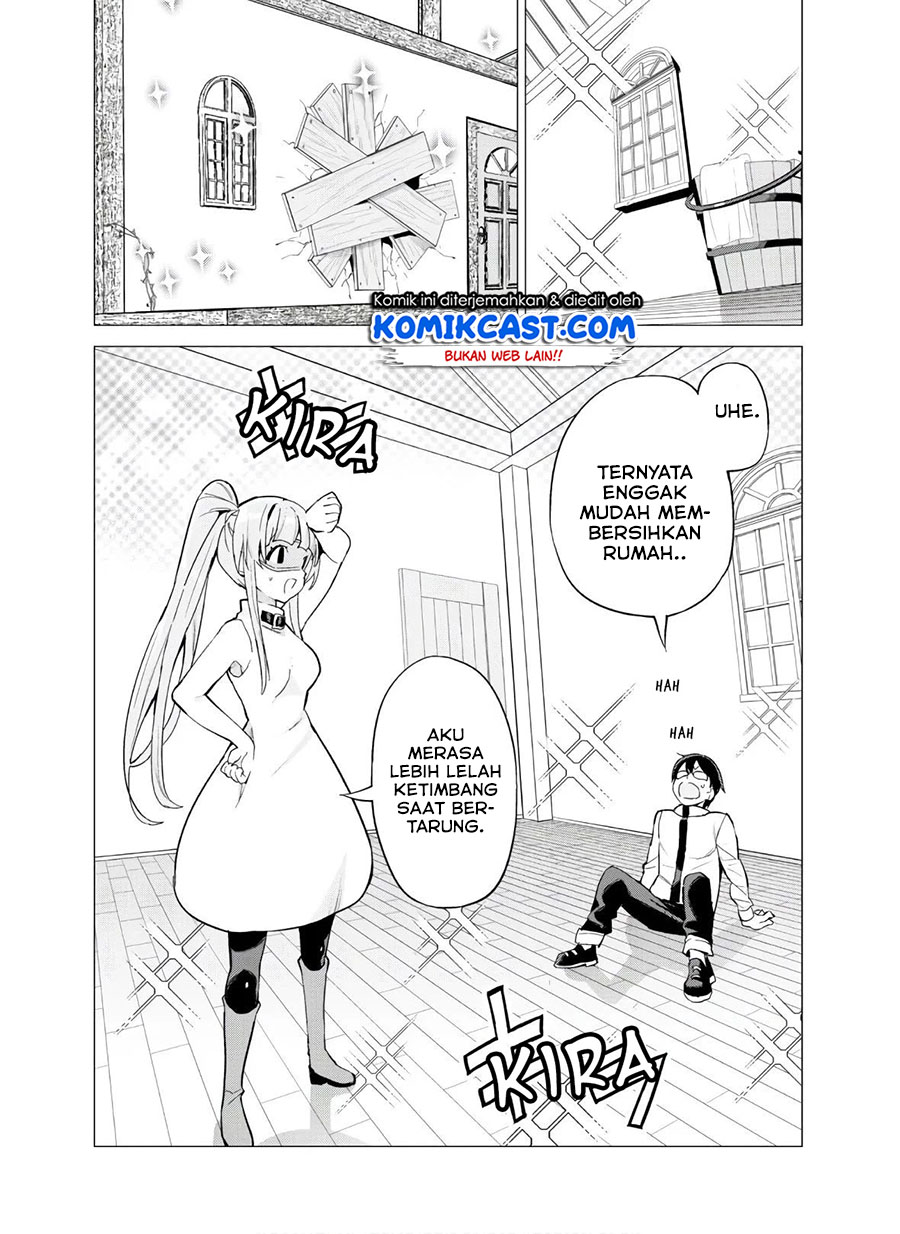 Komik ini diterjemahkan & diedit oleh
KOMIKCAST.COM
BUKAN WEB LAIN!!
KIIRA
UHE.
TERNYATA
ENGGAK
MUDAH MEM-
BERSIHKAN
RUMAH..
HAH
HAH
AKU
MERASA
LEBIH LELAH
KETIMBANG
SAAT BER-
TARUNG.
KIRA